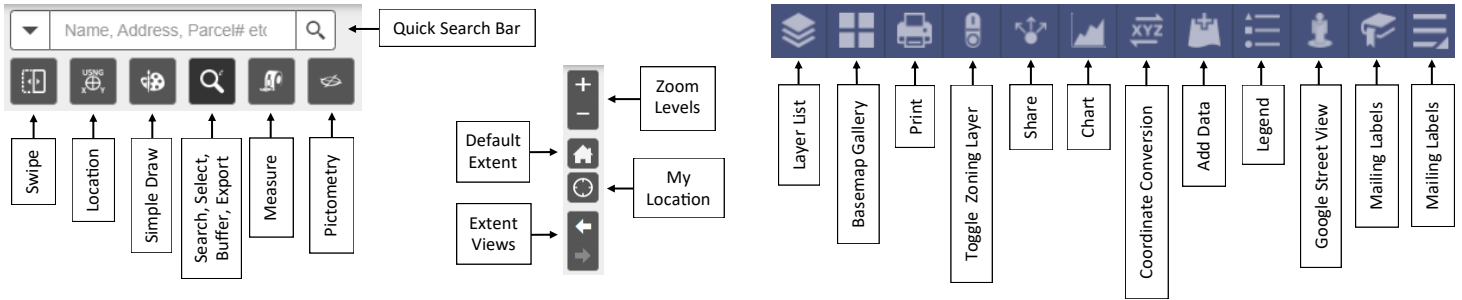 Name, Address, Parcel# etc
Quick Search Bar
USNG
X Y
Z
Swipe
Location
Simple Draw
Search, Select,
Buffer, Export
Measure
Pictometry
Zoom
Levels
Default
Extent
My
Location
Extent
Views
XYZ
Layer List
Basemap Gallery
Print
Toggle Zoning Layer
Share
Chart
Coordinate Conversion
Add Data
Legend
Google Street View
Mailing Labels
Mailing Labels